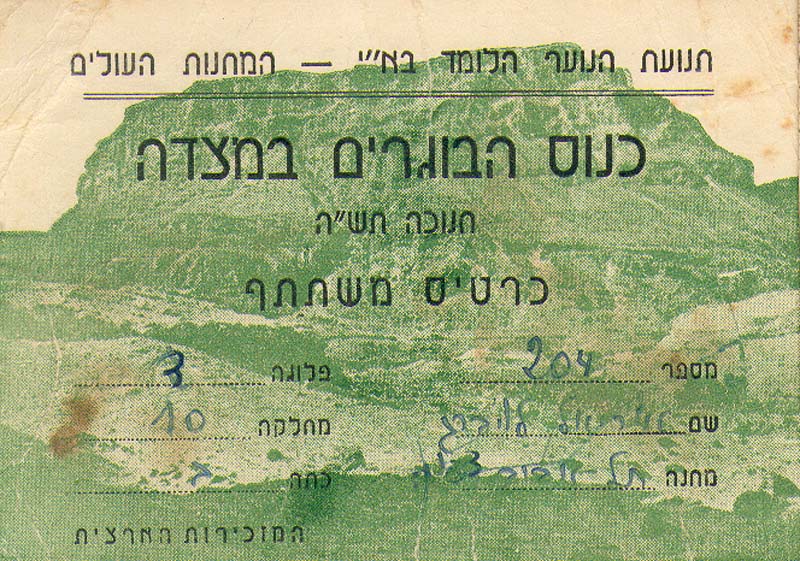 תנועת הנוער הלומד בא"י — המחנות העולים
כנוס הבוגרים במצדה
חנוכה תש"ה
כרטיס משתתף
מספר 204 פלוגה 3
שם מחלקה 10
מחנה תל- כתה
המזכירות הארצית